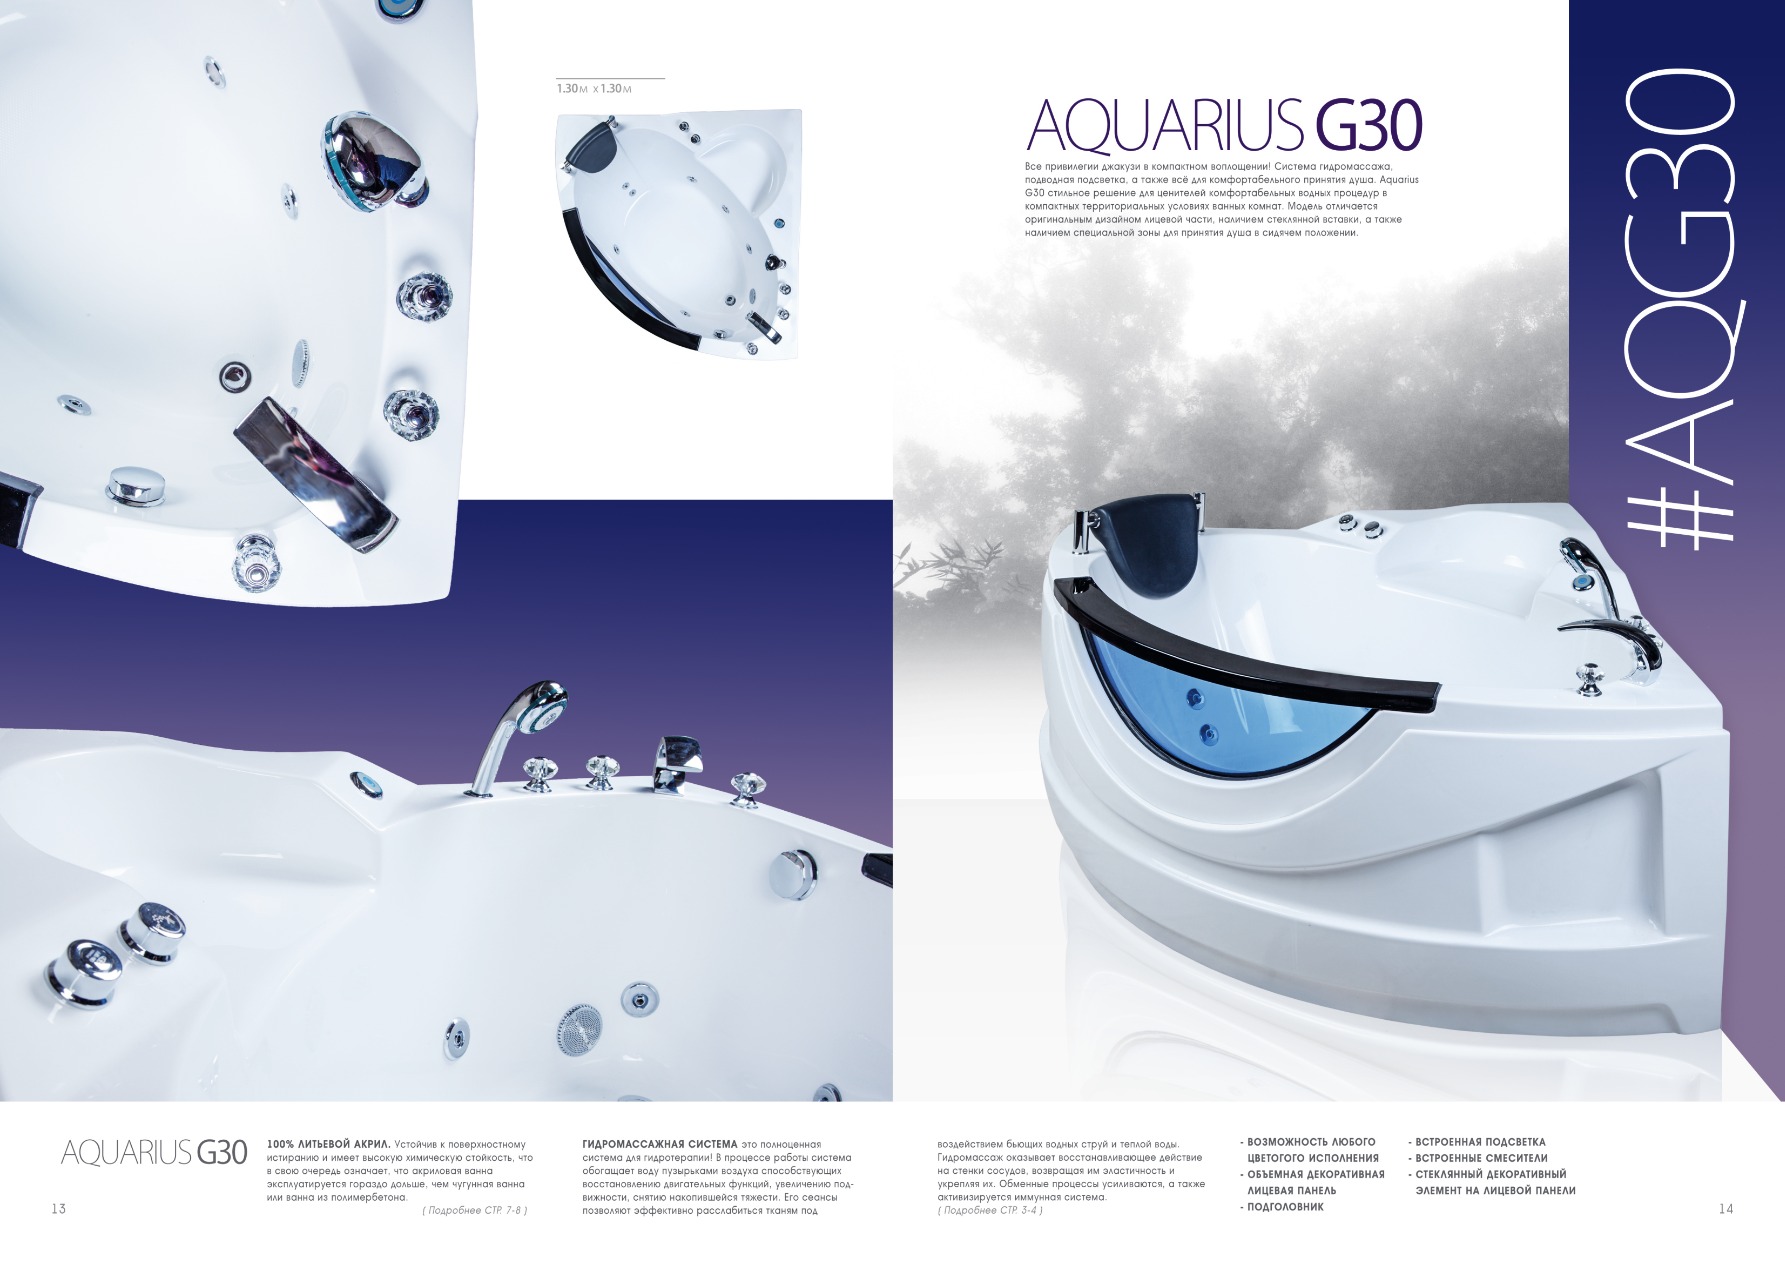 1.30м x 1.30м
AQUARIUS G30
Все привилегии джакузи в компактном воплощении! Система гидромассажа,
подводная подсветка, а также всё для комфортабельного принятия душа. Aquarius
G30 стильное решение для ценителей комфортабельных водных процедур в
компактных территориальных условиях ванных комнат. Модель отличается
оригинальным дизайном лицевой части, наличием стеклянной вставки, а также
наличием специальной зоны для принятия душа в сидячем положении.
#AQG30
AQUARIUS G30
13
100% ЛИТЬЕВОЙ АКРИЛ. Устойчив к поверхностному
истиранию и имеет высокую химическую стойкость, что
в свою очередь означает, что акриловая ванна
эксплуатируется гораздо дольше, чем чугунная ванна
или ванна из полимербетона.
( Подробнее СТР. 7-8 )
ГИДРОМАССАЖНАЯ СИСТЕМА это полноценная
система для гидротерапии! В процессе работы система
обогащает воду пузырьками воздуха способствующих
восстановлению двигательных функций, увеличению под-
вижности, снятию накопившейся тяжести. Его сеансы
позволяют эффективно расслабиться тканям под
воздействием бьющих водных струй и теплой воды.
Гидромассаж оказывает восстанавливающее действие
на стенки сосудов, возвращая им эластичность и
укрепляя их. Обменные процессы усиливаются, а также
активизируется иммунная система.
( Подробнее СТР. 3-4 )
- ВОЗМОЖНОСТЬ ЛЮБОГО
ЦВЕТОГО ИСПОЛНЕНИЯ
- ОБЪЕМНАЯ ДЕКОРАТИВНАЯ
ЛИЦЕВАЯ ПАНЕЛЬ
- ПОДГОЛОВНИК
- ВСТРОЕННАЯ ПОДСВЕТКА
- ВСТРОЕННЫЕ СМЕСИТЕЛИ
- СТЕКЛЯННЫЙ ДЕКОРАТИВНЫЙ
ЭЛЕМЕНТ НА ЛИЦЕВОЙ ПАНЕЛИ
14